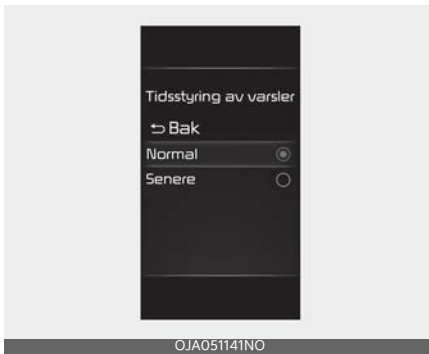 Tidsstyring av varsler
Bak
Normal
Senere
OJA051141NO